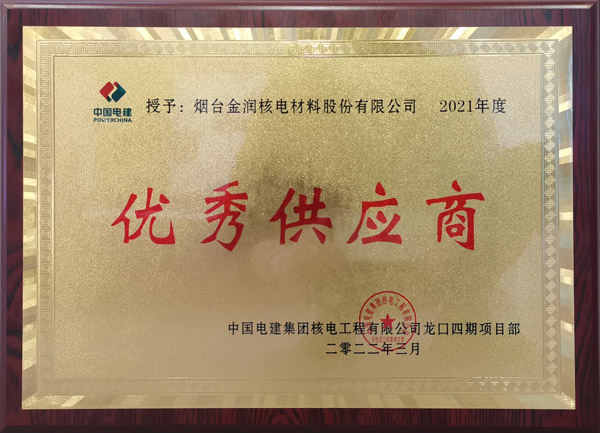 中国电建
POWERCHINA
授予：烟台金润核电材料股份有限公司 2021年度
优秀供应商
中国电建集团核电工程有限公司龙口四期项目部
二零二二年三月